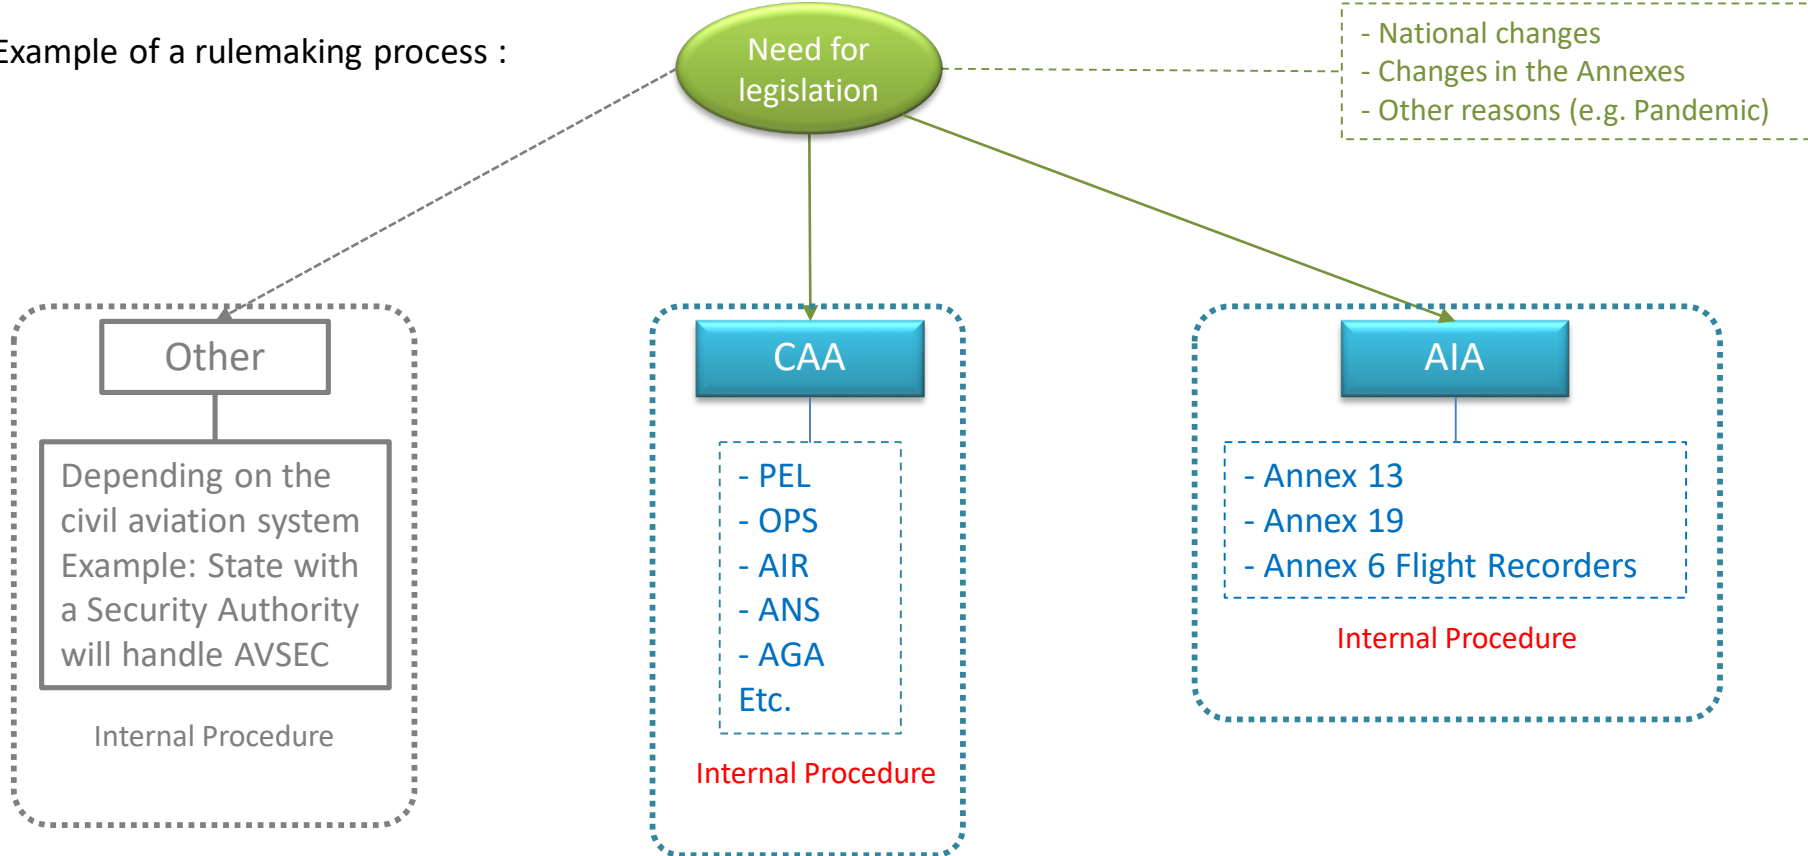 Example of a rulemaking process :
Need for
legislation
- National changes
- Changes in the Annexes
- Other reasons (e.g. Pandemic)
Other
Depending on the
civil aviation system
Example: State with
a Security Authority
will handle AVSEC
Internal Procedure
CAA
- PEL
- OPS
- AIR
- ANS
- AGA
Etc.
Internal Procedure
AIA
- Annex 13
- Annex 19
- Annex 6 Flight Recorders
Internal Procedure